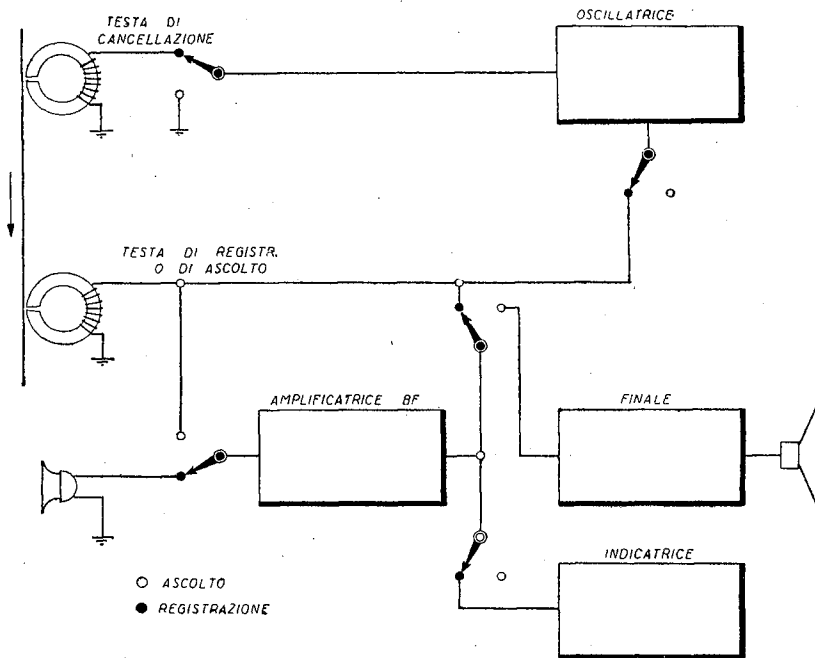 TESTA DI
CANCELLAZIONE
OSCILLATRICE
TESTA DI REGISTR.
O DI ASCOLTO
AMPLIFICATRICE BF
FINALE
INDICATRICE
ASCOLTO
REGISTRAZIONE